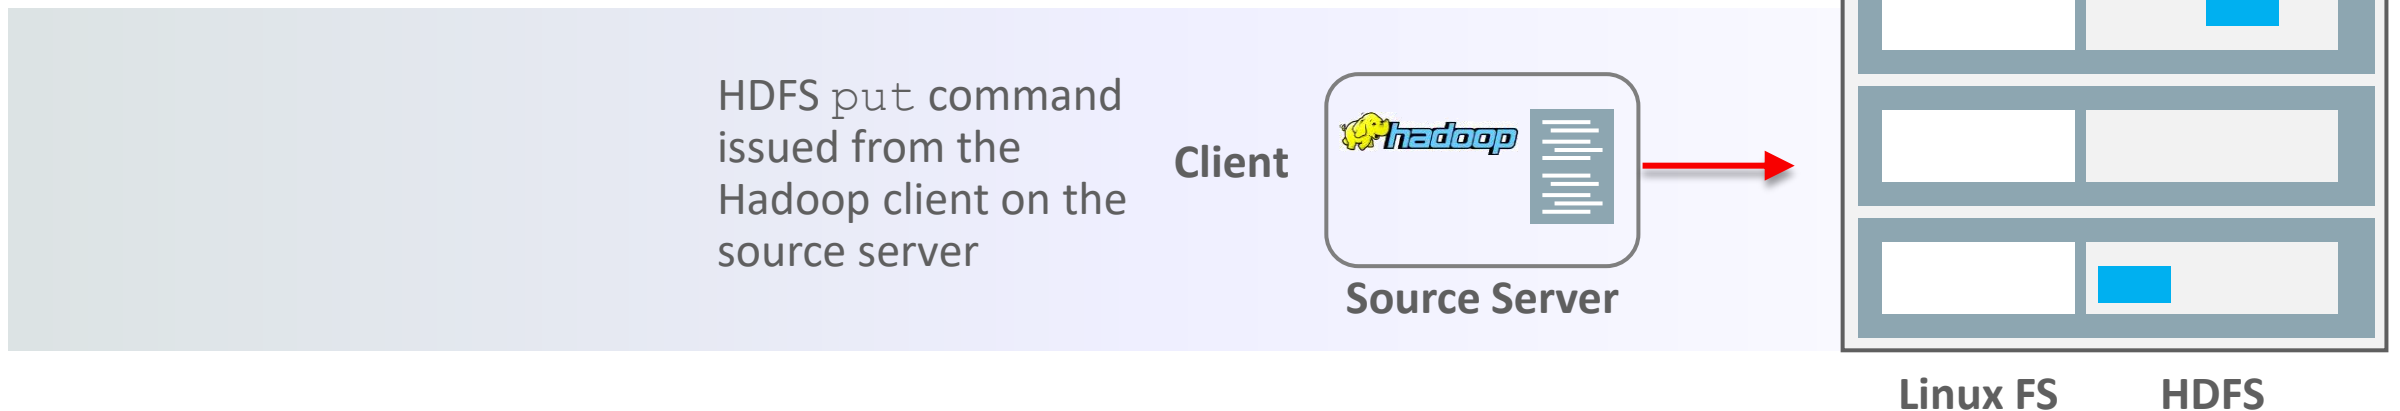 HDFS put command
issued from the
Hadoop client on the
source server
Client
hadoop
Source Server
Linux FS
HDFS